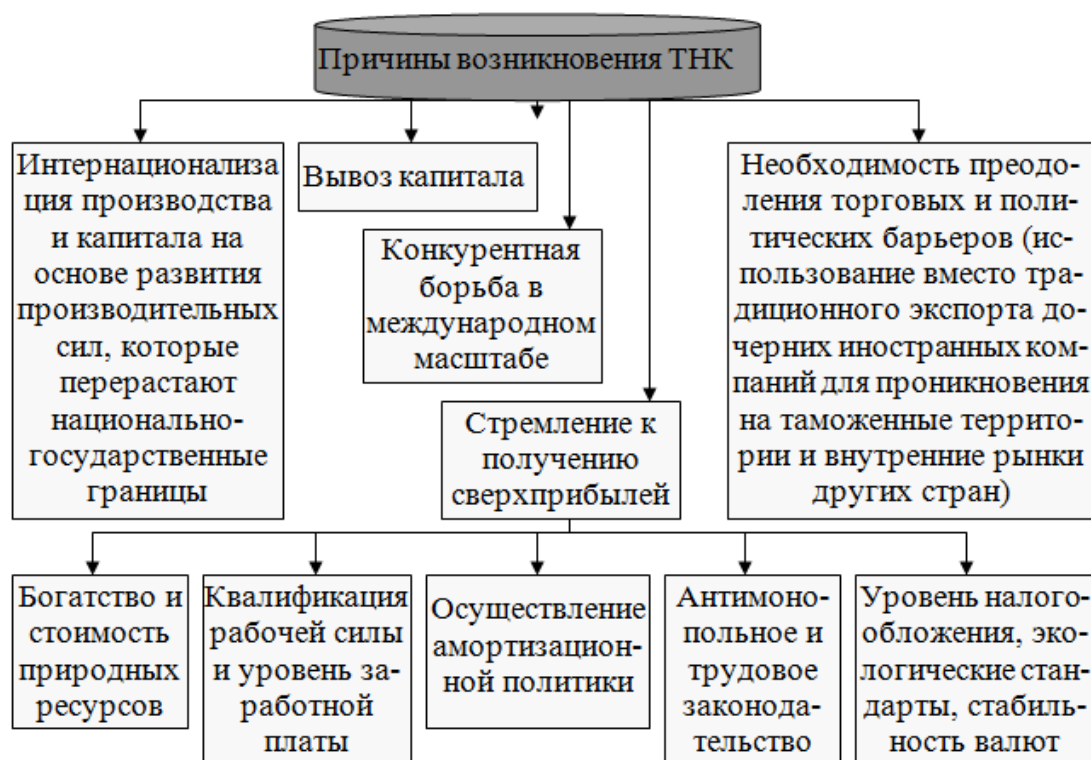 Причины возникновения ТНК
Интернационализа
ция производства
и капитала на
основе развития
производительных
сил, которые
перерастают
национально-
государственные
границы
Вывоз капитала
Конкурентная
борьба в
международном
масштабе
Стремление к
получению
сверхприбылей
Необходимость преодо-
ления торговых и поли-
тических барьеров (ис-
пользование вместо тра-
диционного экспорта до-
черних иностранных ком-
паний для проникновения
на таможенные террито-
рии и внутренние рынки
других стран)
Богатство и
стоимость
природных
ресурсов
Квалификация
рабочей силы
и уровень за-
работной
платы
Осуществление
амортизацион-
ной политики
Антимоно-
польное и
трудовое
законода-
тельство
Уровень налого-
обложения, эко-
логические стан-
дарты, стабиль-
ность валют